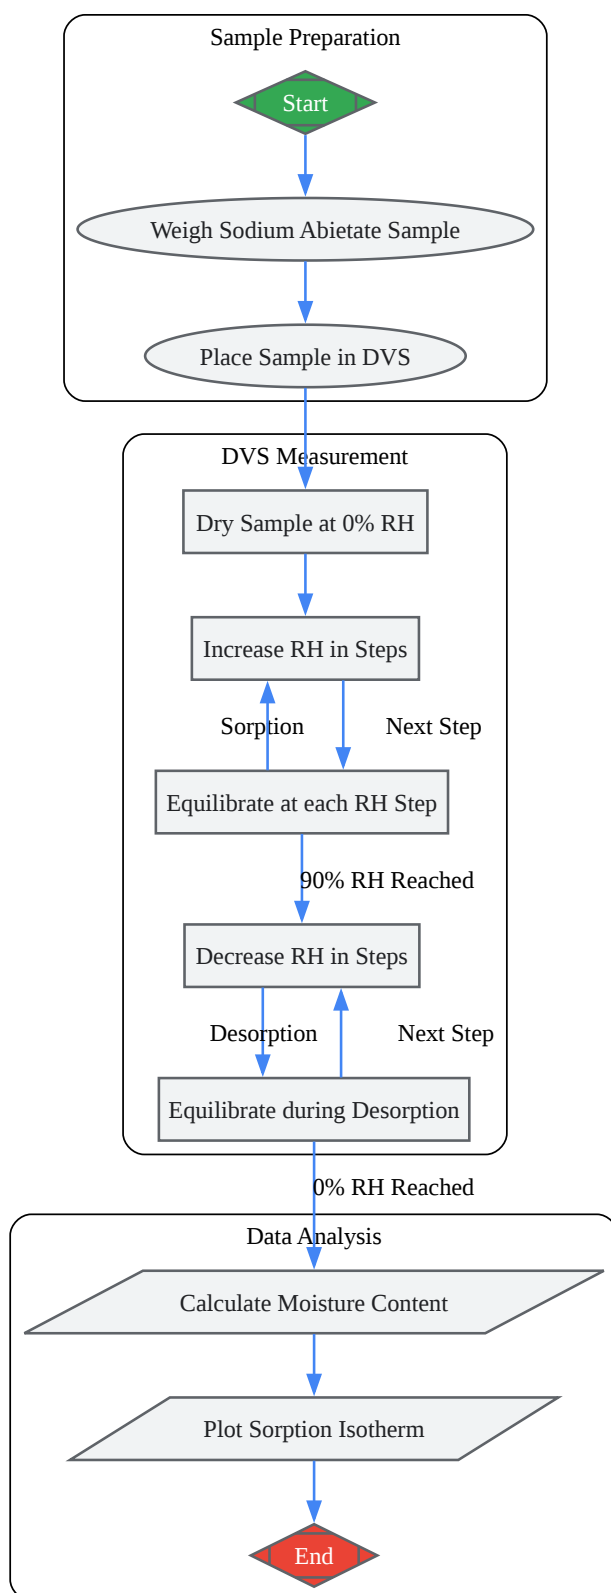 Sample Preparation
Start
Weigh Sodium Abietate Sample
Place Sample in DVS
DVS Measurement
Dry Sample at 0% RH
Increase RH in Steps
Sorption
Next Step
Equilibrate at each RH Step
90% RH Reached
Decrease RH in Steps
Desorption
Next Step
Equilibrate during Desorption
0% RH Reached
Data Analysis
Calculate Moisture Content
Plot Sorption Isotherm
End